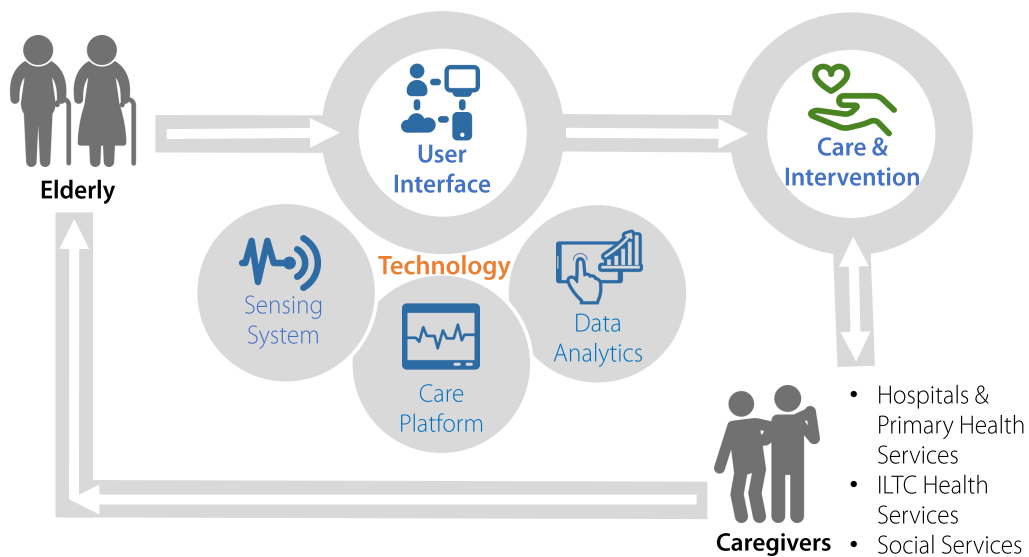 Elderly
User
Interface
Care &
Intervention
Technology
Sensing
System
Care
Platform
Data
Analytics
Caregivers
• Hospitals &
Primary Health
Services
• ILTC Health
Services
• Social Services